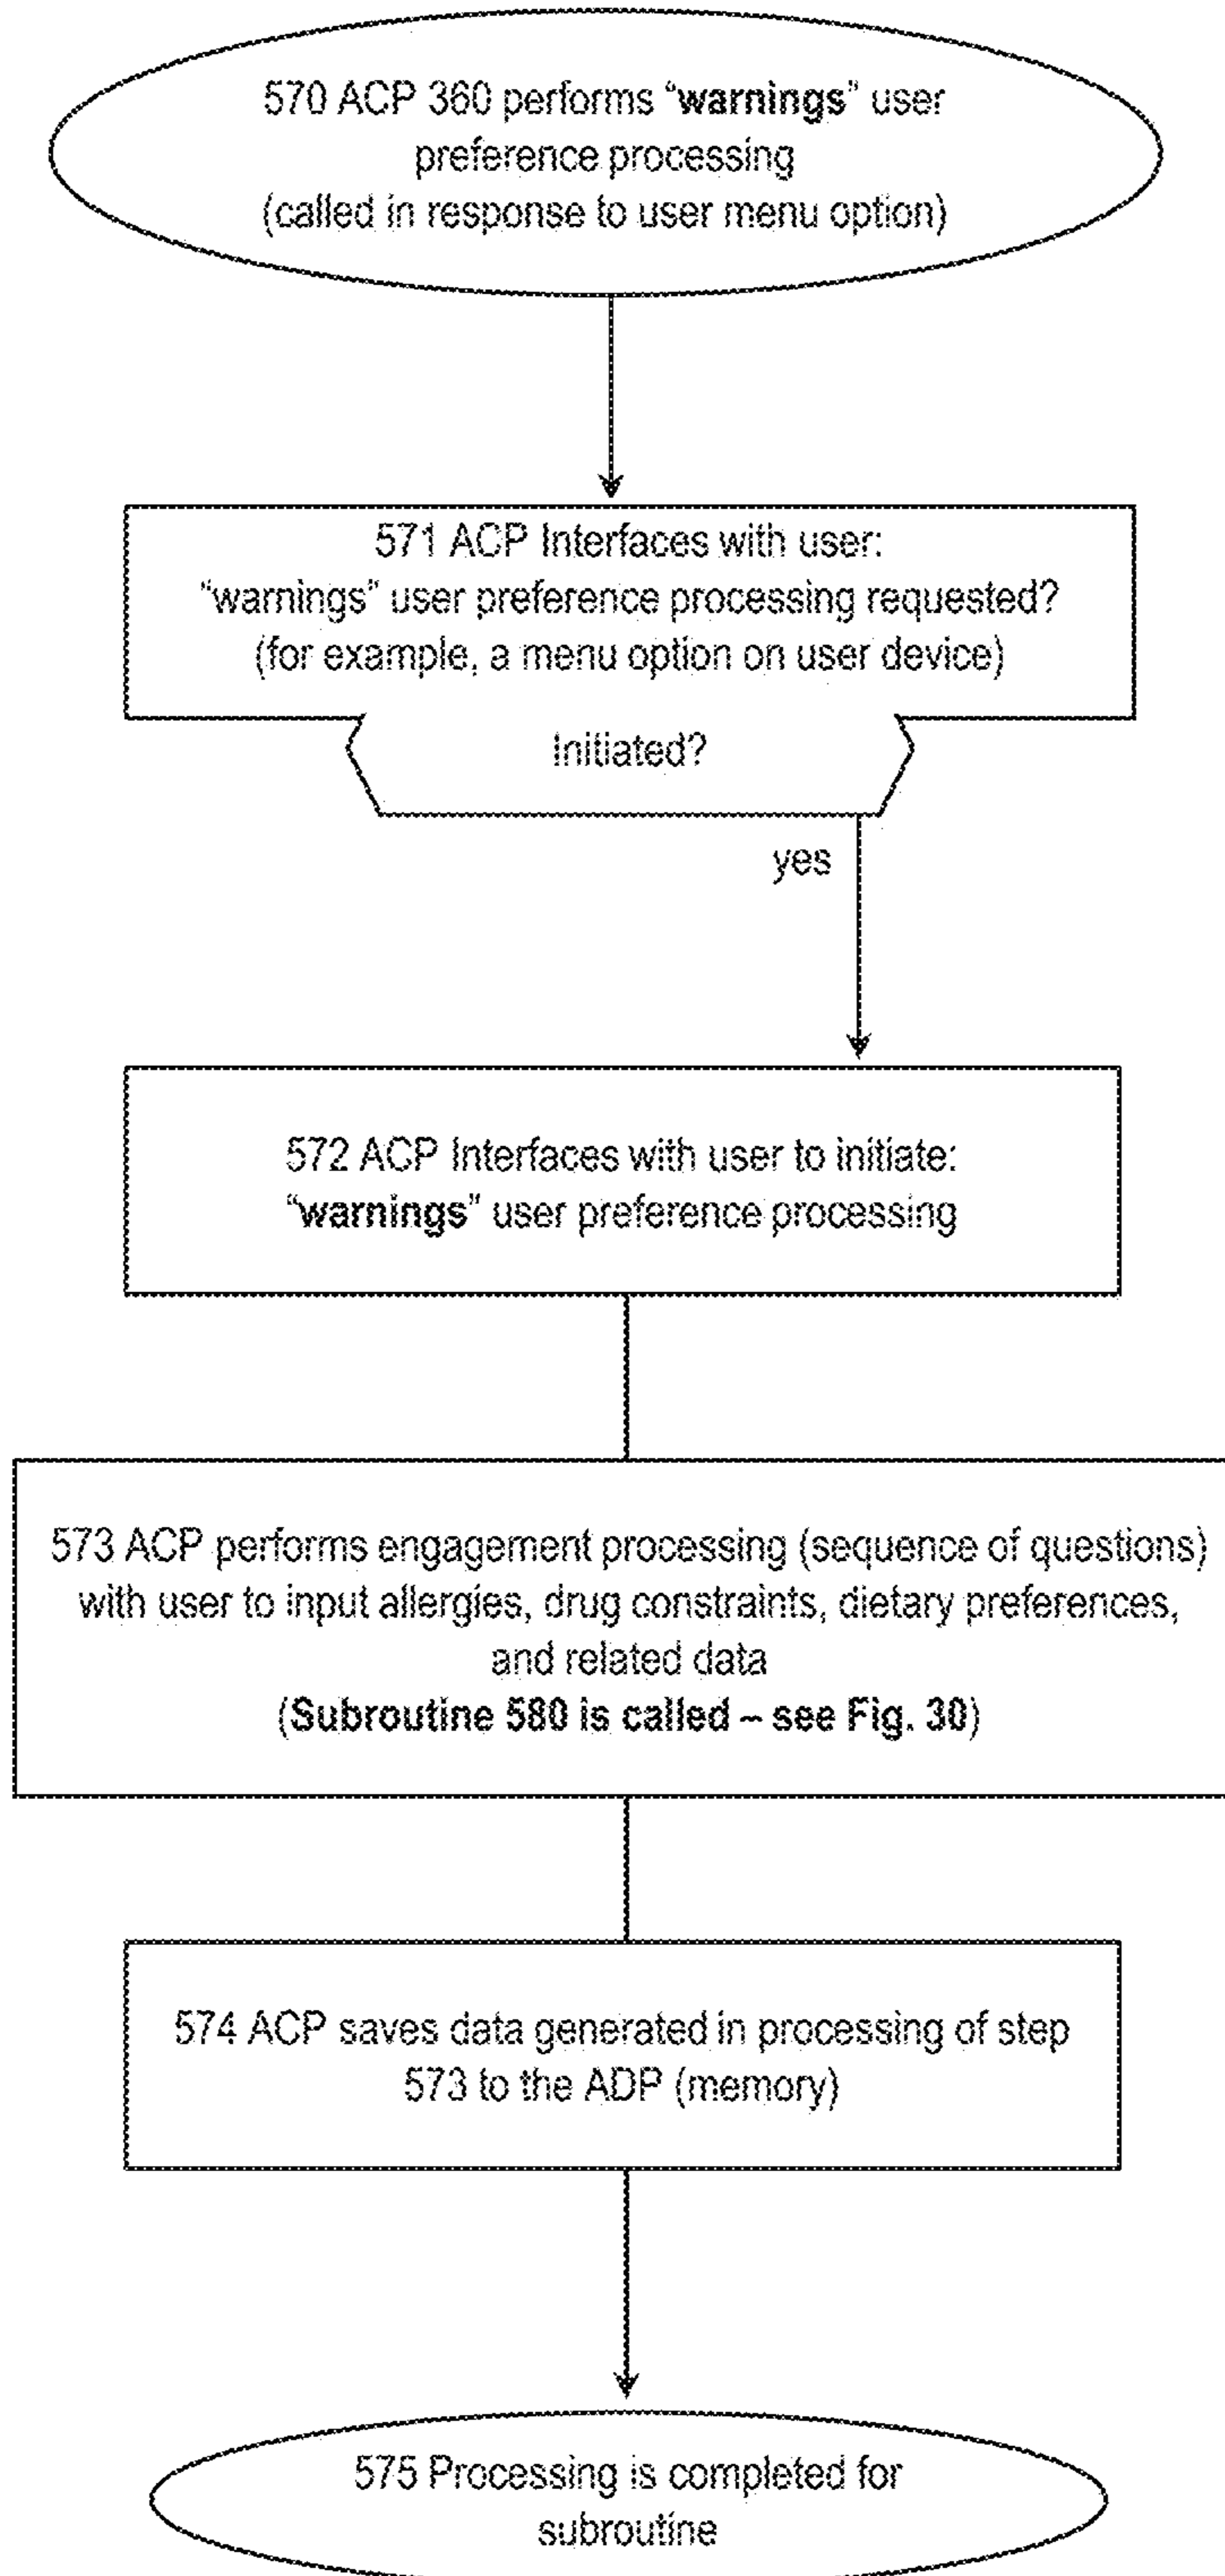 570 ACP 360 performs “warnings” user
preference processing
(called in response to user menu option)
571 ACP Interfaces with user:
“warnings” user preference processing requested?
(for example, a menu option on user device)
Initiated?
yes
572 ACP Interfaces with user to initiate:
“warnings” user preference processing
573 ACP performs engagement processing (sequence of questions)
with user to input allergies, drug constraints, dietary preferences,
and related data
(Subroutine 580 is called – see Fig. 30)
574 ACP saves data generated in processing of step
573 to the ADP (memory)
575 Processing is completed for
subroutine